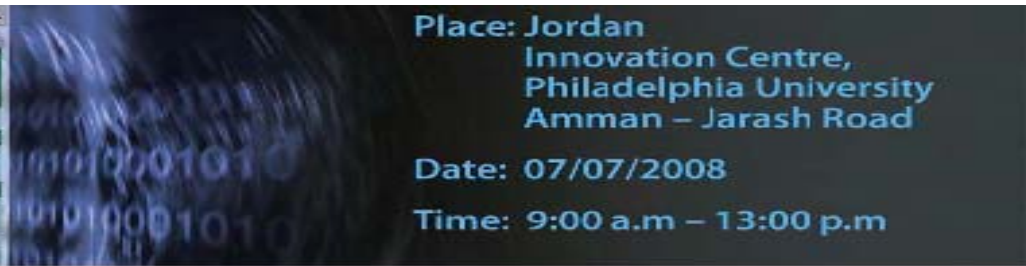 Place: Jordan
Innovation Centre,
Philadelphia University
Amman – Jarash Road
Date: 07/07/2008
Time: 9:00 a.m – 13:00 p.m